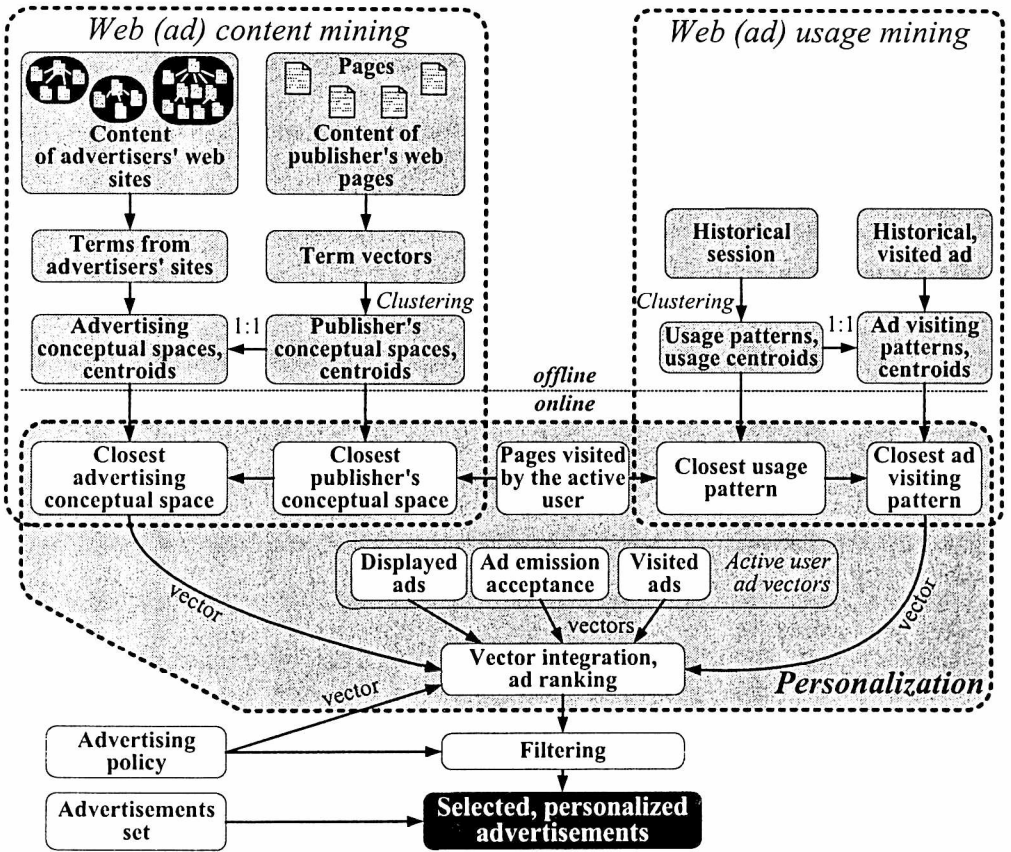 Web (ad) content mining
Web (ad) usage mining
Content
of advertisers' web
sites
Pages
Content of
publisher's web
pages
Terms from
advertisers' sites
Term vectors
Historical
session
Historical,
visited ad
Clustering
Clustering
Advertising
conceptual spaces,
centroids
1:1
Publisher's
conceptual spaces,
centroids
Usage patterns,
usage centroids
1:1
Ad visiting
patterns,
centroids
offline
online
Closest
advertising
conceptual space
Closest
publisher's
conceptual space
Pages visited
by the active
user
Closest usage
pattern
Closest ad
visiting
pattern
Displayed
ads
Ad emission
acceptance
Visited
ads
Active user
ad vectors
vector
vectors
vector
Vector integration,
ad ranking
vector
Personalization
Advertising
policy
Filtering
Advertisements
set
Selected, personalized
advertisements